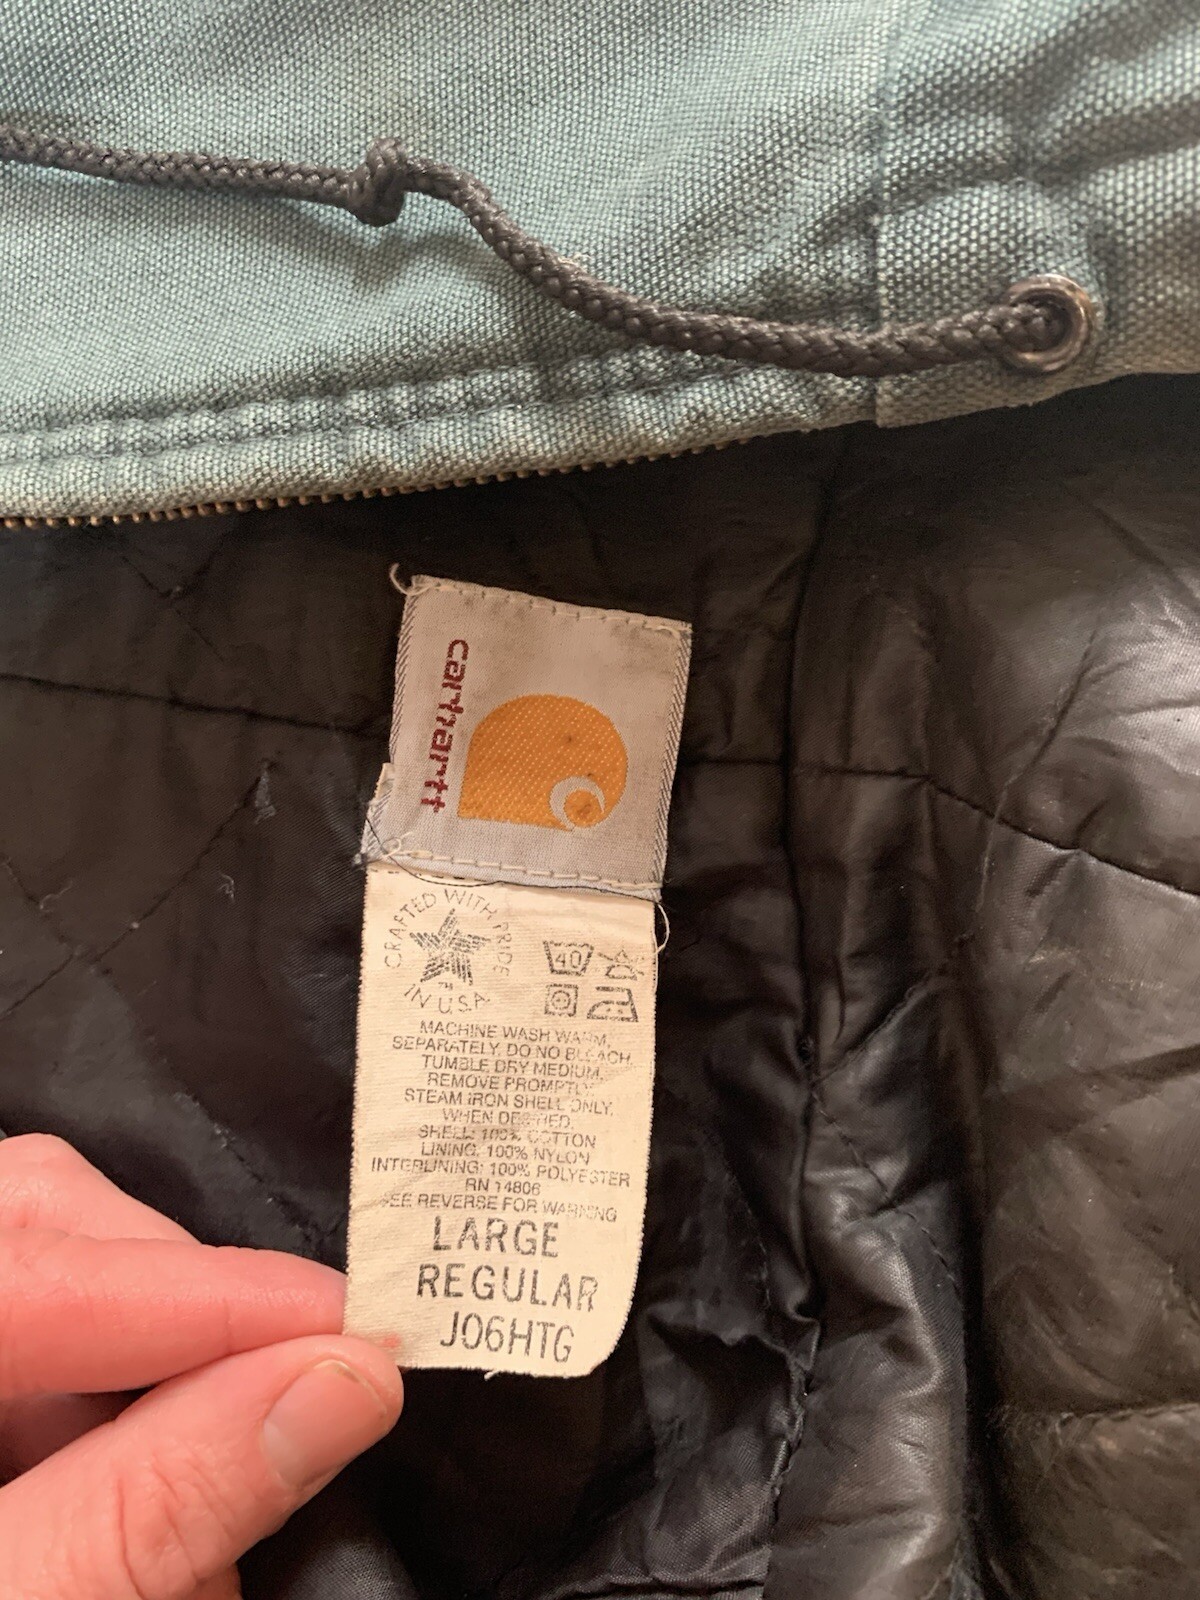 carhartt
CRAFTED WITH PRIDE
IN U.S.A.
TM
40
MACHINE WASH WARM,
SEPARATELY, DO NO BLEACH,
TUMBLE DRY MEDIUM,
REMOVE PROMPTLY.
STEAM IRON SHELL ONLY,
WHEN DESIRED.
SHELL: 100% COTTON
LINING: 100% NYLON
INTERLINING: 100% POLYESTER
RN 14806
SEE REVERSE FOR WARNING
LARGE
REGULAR
J06HTG